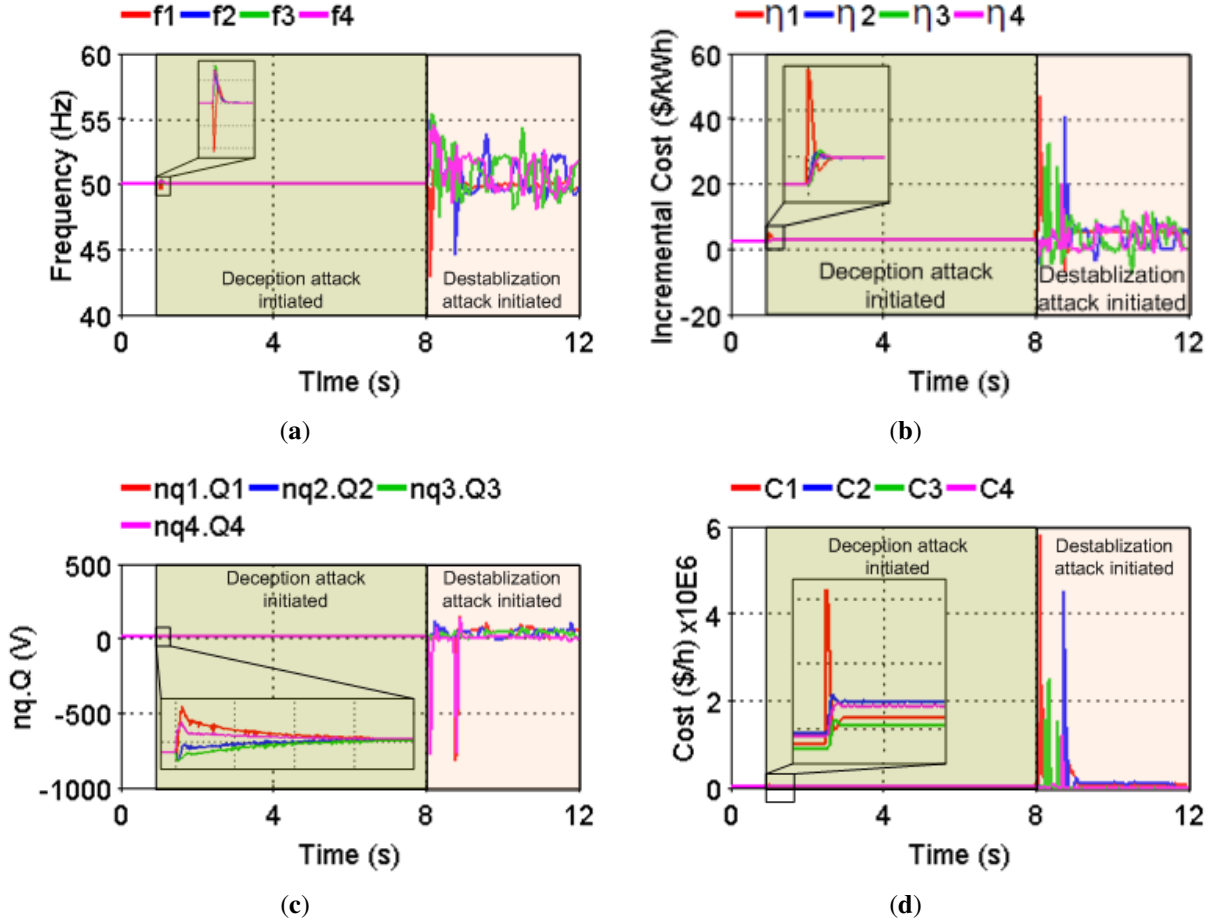 f1 f2 f3 f4
60
55
50
45
40
Frequency (Hz)
Deception attack
initiated
Destablization
attack initiated
0 4 8 12
TIme (s)
(a)
η1 η2 η3 η4
60
40
20
0
-20
Incremental Cost ($/kWh)
Deception attack
initiated
Destablization
attack initiated
0 4 8 12
Time (s)
(b)
nq1.Q1 nq2.Q2 nq3.Q3
nq4.Q4
500
0
-500
-1000
nq.Q (V)
Deception attack
initiated
Destablization
attack initiated
0 4 8 12
Time (s)
(c)
C1 C2 C3 C4
6
4
2
0
Cost ($/h) x10E6
Deception attack
initiated
Destablization
attack initiated
0 4 8 12
Time (s)
(d)